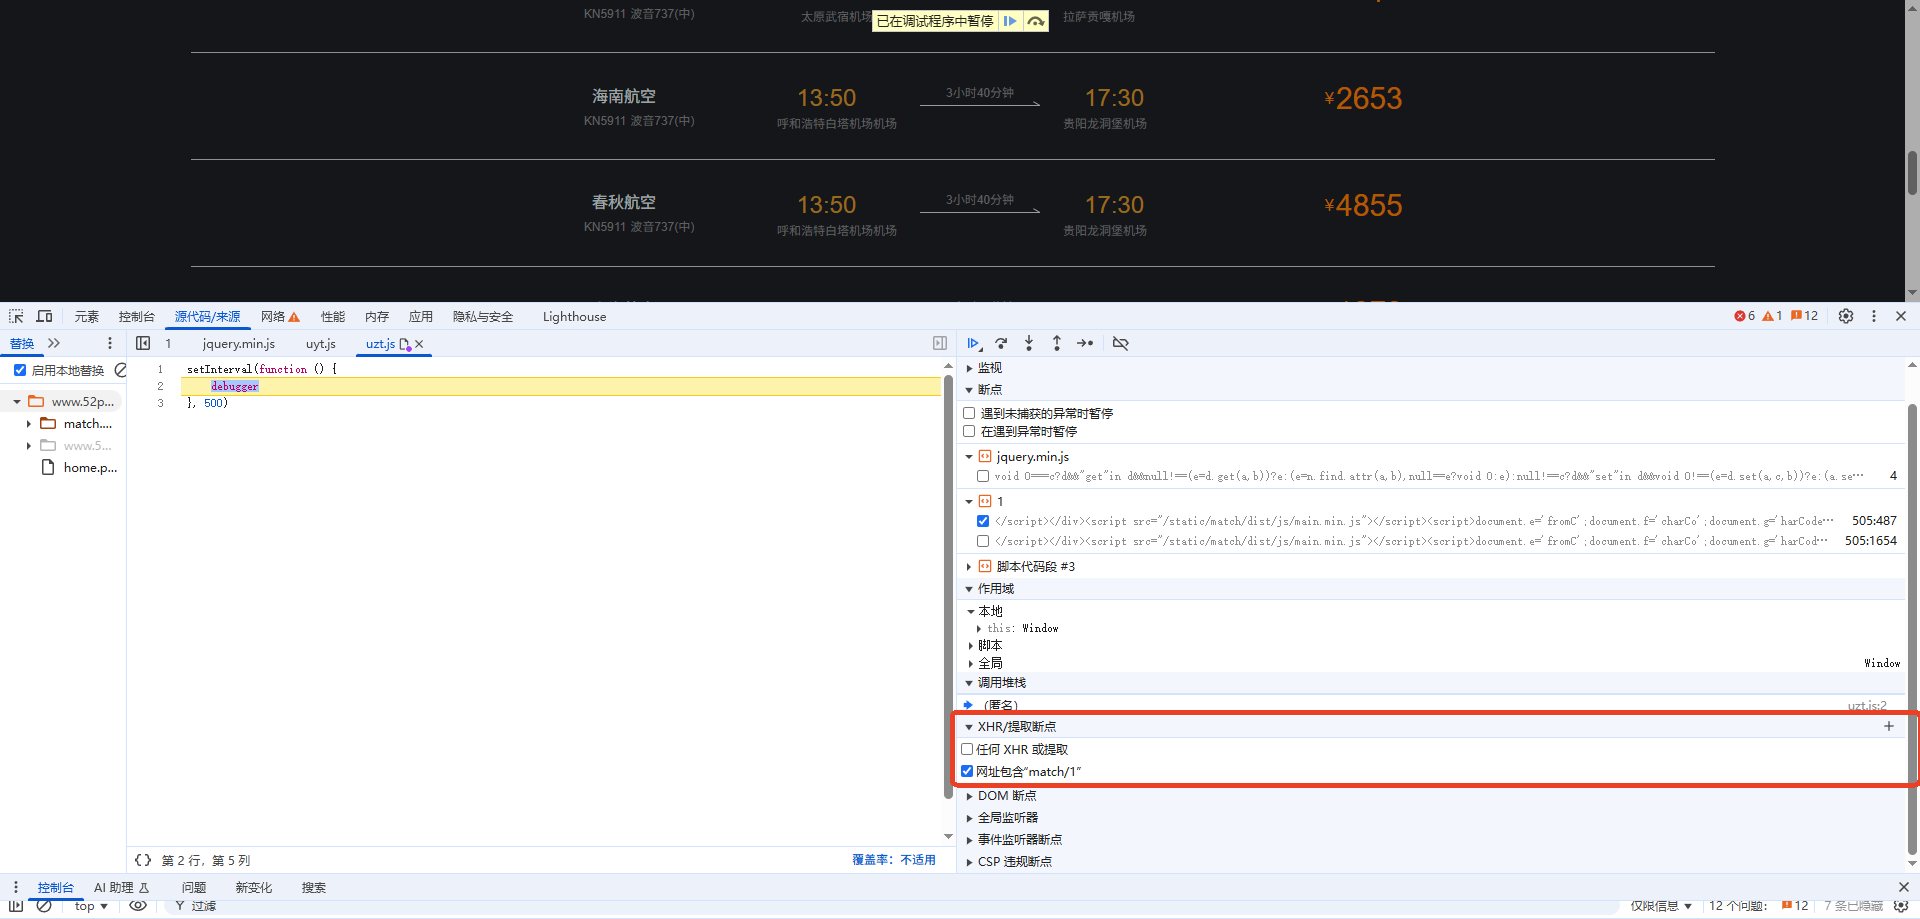 KN5911 波音737(中)
太原武宿机场
已在调试程序中暂停
拉萨贡嘎机场
海南航空
KN5911 波音737(中)
13:50
呼和浩特白塔机场机场
3小时40分钟
17:30
贵阳龙洞堡机场
¥2653
春秋航空
KN5911 波音737(中)
13:50
呼和浩特白塔机场机场
3小时40分钟
17:30
贵阳龙洞堡机场
¥4855
元素 控制台 源代码/来源 网络 性能 内存 应用 隐私与安全 Lighthouse 6 1 12
替换 1 jquery.min.js uyt.js uzt.js
启用本地替换
www.52p...
match....
www.5...
home.p...
1 setInterval(function () {
2 debugger
3 }, 500)
第 2 行，第 5 列
覆盖率：不适用
监视
断点
遇到未捕获的异常时暂停
在遇到异常时暂停
jquery.min.js
void 0===c?d&&"get"in d&&null!==(e=d.get(a,b))?e:(e=n.find.attr(a,b),null==e?void 0:e):null!==c?d&&"set"in d&&void 0!==(e=d.set(a,c,b))?e:(a.se… 4
1
</script></div><script src="/static/match/dist/js/main.min.js"></script><script>document.e='fromC';document.f='charCo';document.g='harCode… 505:487
</script></div><script src="/static/match/dist/js/main.min.js"></script><script>document.e='fromC';document.f='charCo';document.g='harCod… 505:1654
脚本代码段 #3
作用域
本地
this: Window
脚本
全局 Window
调用堆栈
(匿名) uzt.js:2
XHR/提取断点 +
任何 XHR 或提取
网址包含“match/1”
DOM 断点
全局监听器
事件监听器断点
CSP 违规断点
控制台 AI 助理 问题 新变化 搜索
top 过滤 仅限信息 12 个问题： 12 7 条已隐藏